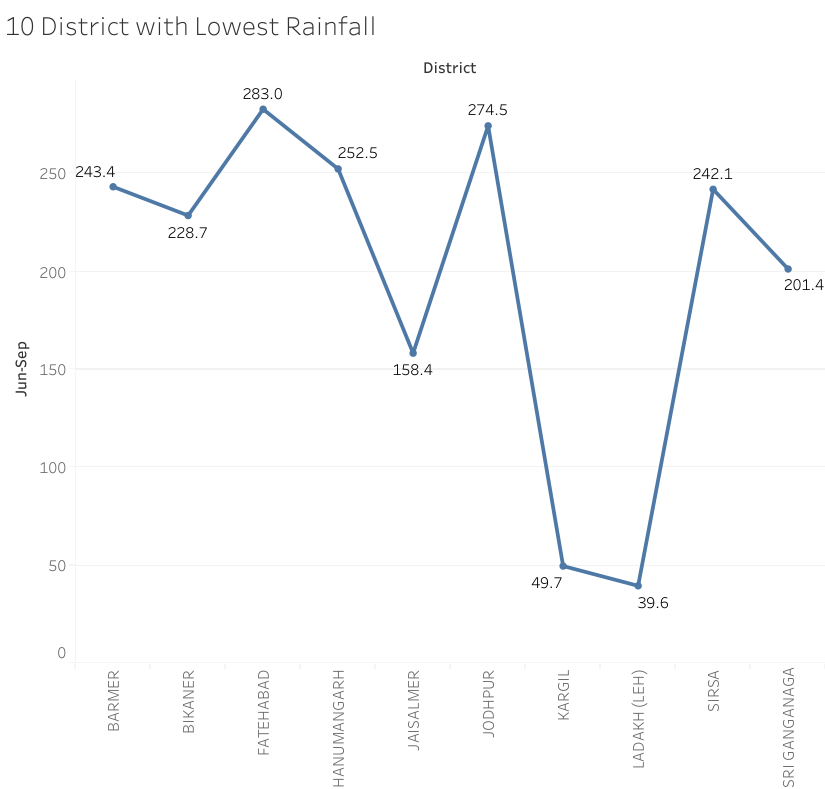 10 District with Lowest Rainfall
District
283.0
274.5
252.5
250
243.4
242.1
228.7
200
201.4
Jun-Sep
150
158.4
100
50
49.7
39.6
0
BARMER
BIKANER
FATEHABAD
HANUMANGARH
JAISALMER
JODHPUR
KARGIL
LADAKH (LEH)
SIRSA
SRI GANGANAGA